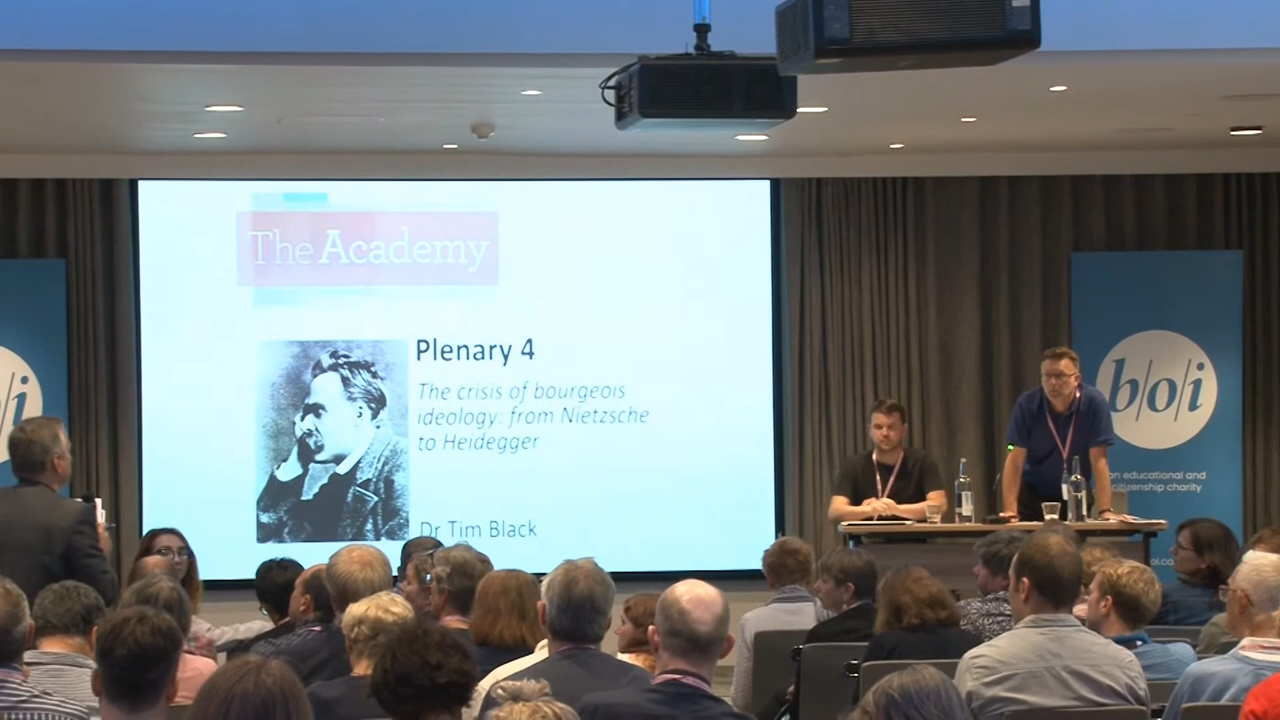 The Academy
Plenary 4
The crisis of bourgeois
ideology: from Nietzsche
to Heidegger
Dr Tim Black
b/o/i
an educational and
citizenship charity
/i